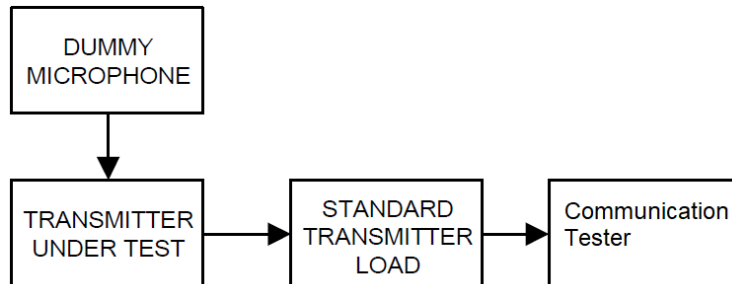 DUMMY
MICROPHONE
TRANSMITTER
UNDER TEST
STANDARD
TRANSMITTER
LOAD
Communication
Tester